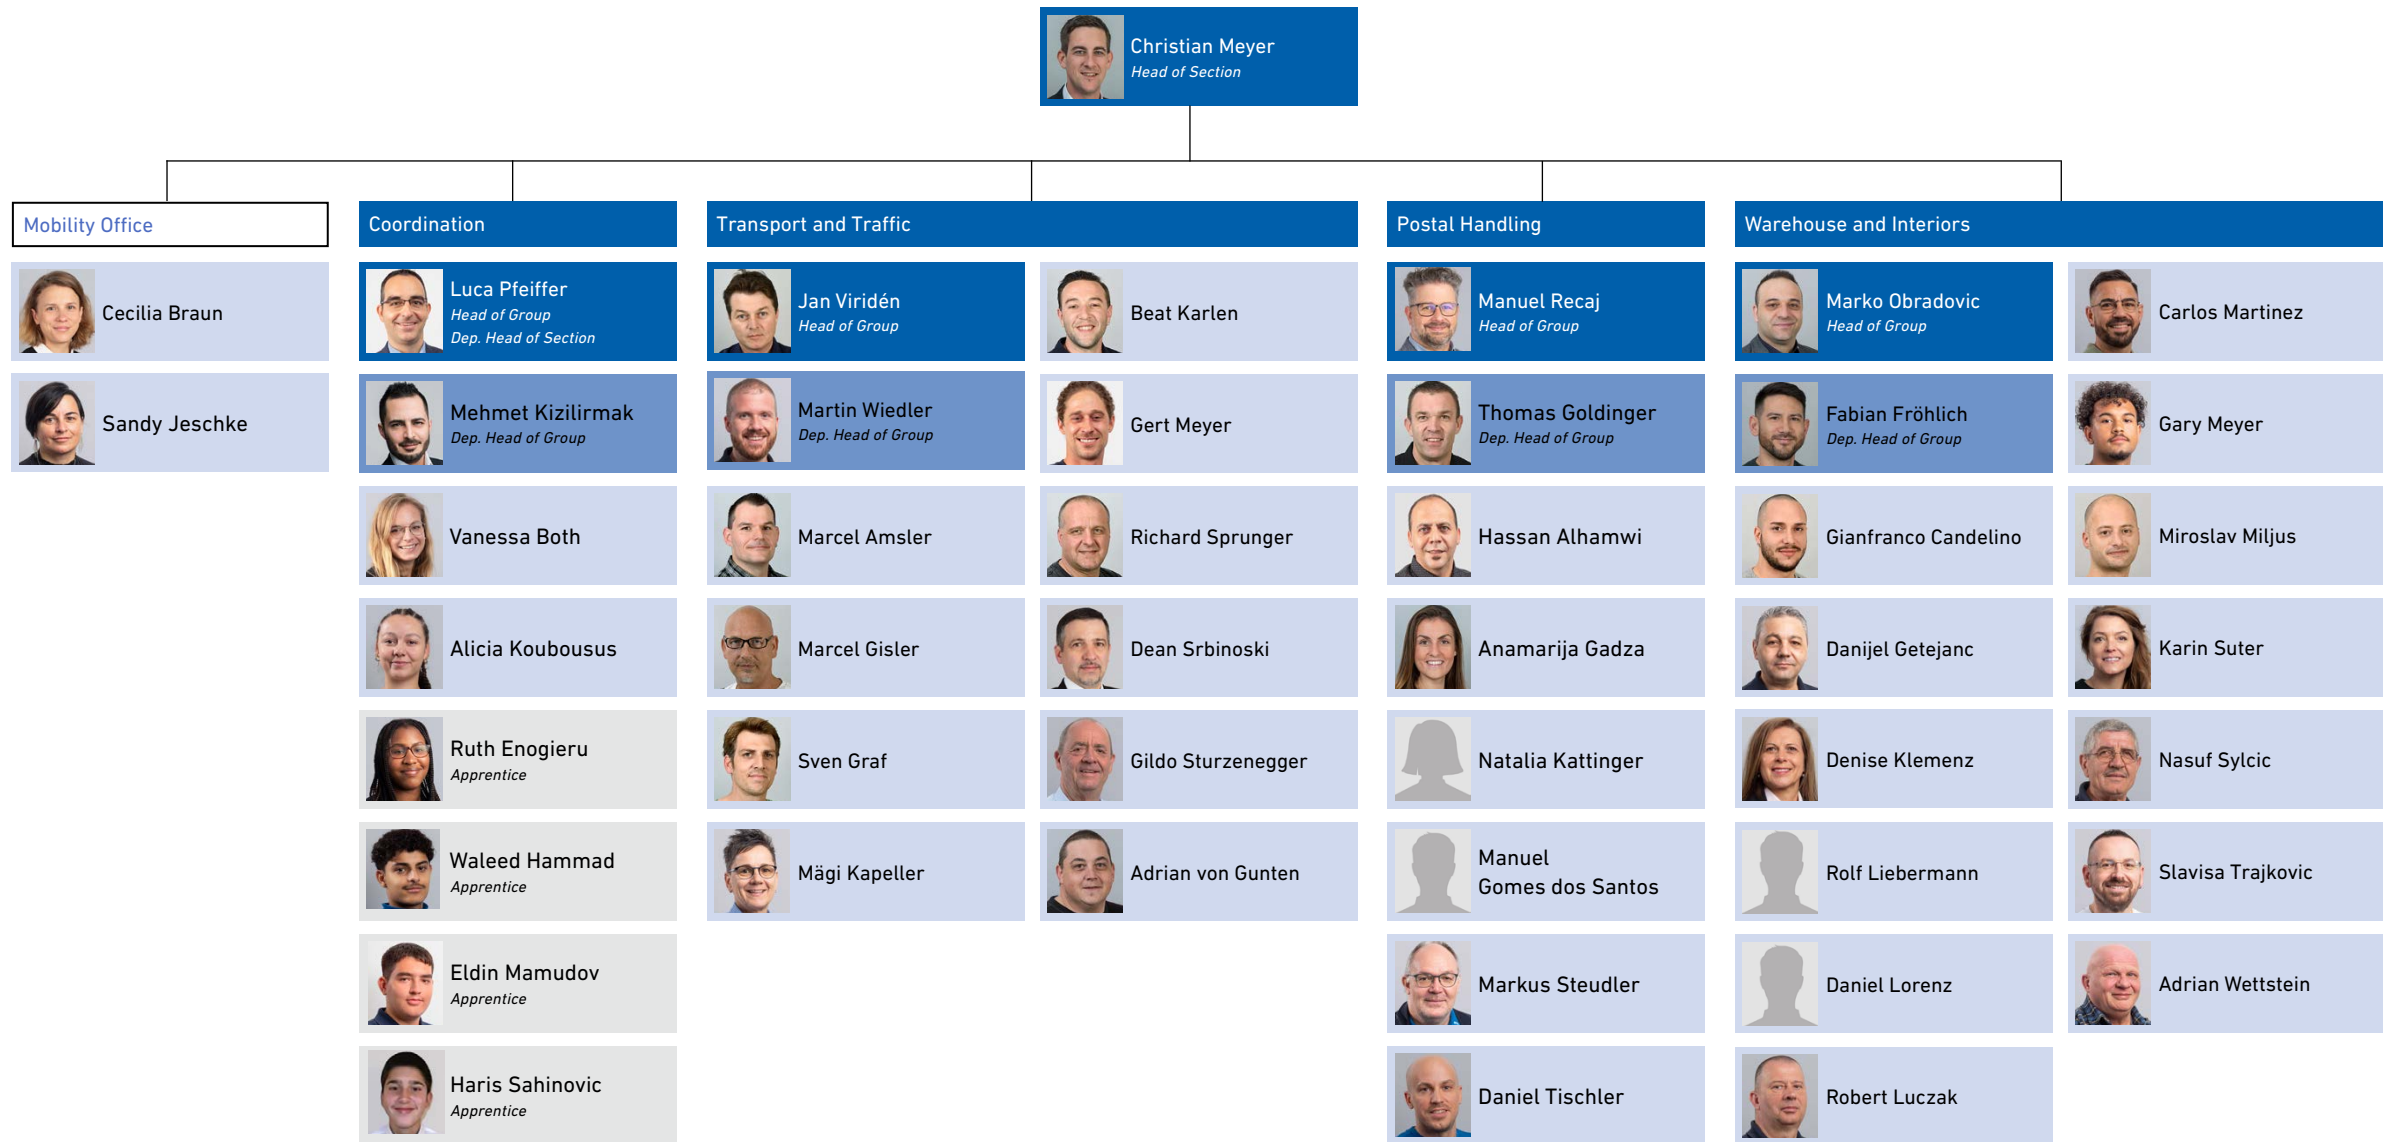 Christian Meyer
Head of Section
Mobility Office
Cecilia Braun
Sandy Jeschke
Coordination
Luca Pfeiffer
Head of Group
Dep. Head of Section
Mehmet Kizilirmak
Dep. Head of Group
Vanessa Both
Alicia Koubousus
Ruth Enogieru
Apprentice
Waleed Hammad
Apprentice
Eldin Mamudov
Apprentice
Haris Sahinovic
Apprentice
Transport and Traffic
Jan Viridén
Head of Group
Martin Wiedler
Dep. Head of Group
Marcel Amsler
Marcel Gisler
Sven Graf
Mägi Kapeller
Beat Karlen
Gert Meyer
Richard Sprunger
Dean Srbinoski
Gildo Sturzenegger
Adrian von Gunten
Postal Handling
Manuel Recaj
Head of Group
Thomas Goldinger
Dep. Head of Group
Hassan Alhamwi
Anamarija Gadza
Natalia Kattinger
Manuel
Gomes dos Santos
Markus Steudler
Daniel Tischler
Warehouse and Interiors
Marko Obradovic
Head of Group
Fabian Fröhlich
Dep. Head of Group
Gianfranco Candelino
Danijel Getejanc
Denise Klemenz
Rolf Liebermann
Daniel Lorenz
Robert Luczak
Carlos Martinez
Gary Meyer
Miroslav Miljus
Karin Suter
Nasuf Sylcic
Slavisa Trajkovic
Adrian Wettstein